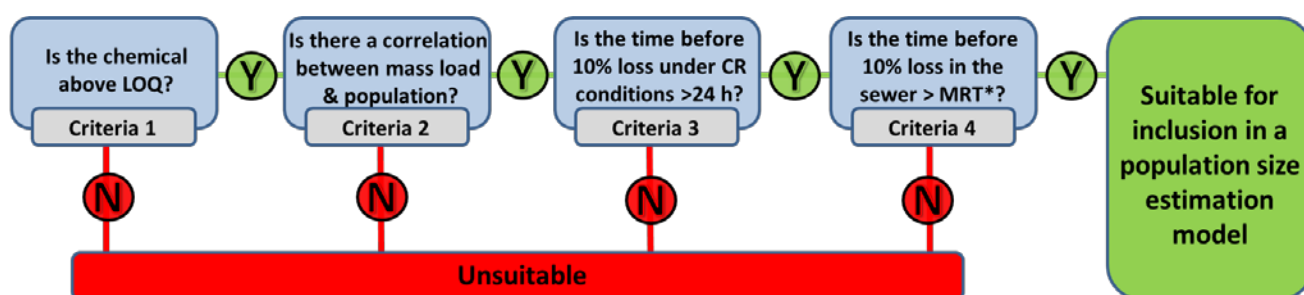 Is the chemical
above LOQ?
Criteria 1
Y
Is there a correlation
between mass load
& population?
Criteria 2
Y
Is the time before
10% loss under CR
conditions >24 h?
Criteria 3
Y
Is the time before
10% loss in the
sewer > MRT*?
Criteria 4
Y
Suitable for
inclusion in a
population size
estimation
model
N
N
N
N
Unsuitable